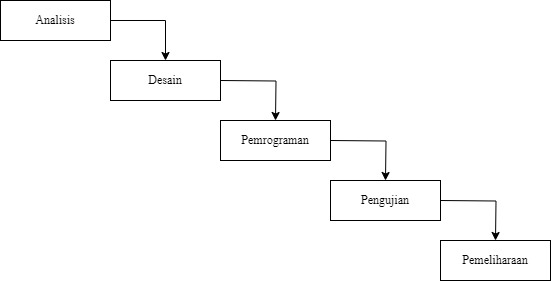 Analisis
Desain
Pemrograman
Pengujian
Pemeliharaan